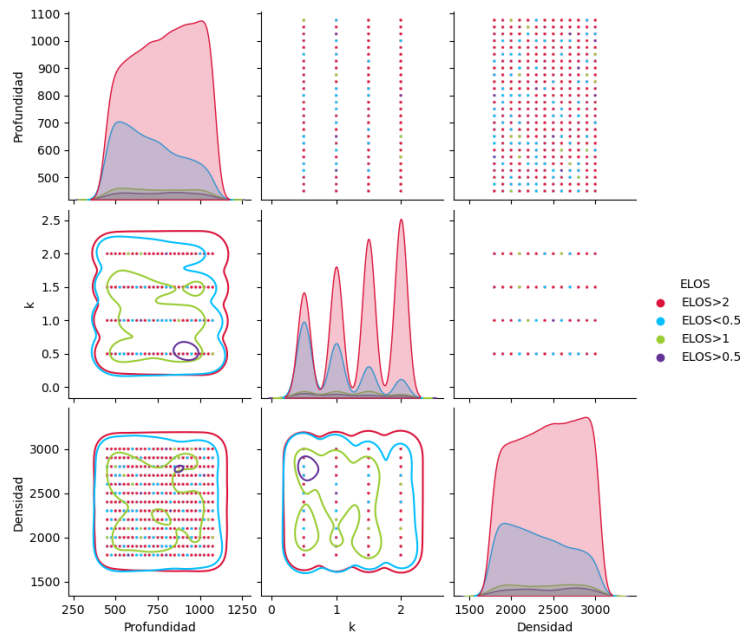 1100
1000
900
800
700
600
500
Profundidad
2.5
2.0
1.5
1.0
0.5
0.0
k
ELOS
ELOS>2
ELOS<0.5
ELOS>1
ELOS>0.5
3000
2500
2000
1500
Densidad
250 500 750 1000 1250
Profundidad
0 1 2
k
1500 2000 2500 3000
Densidad